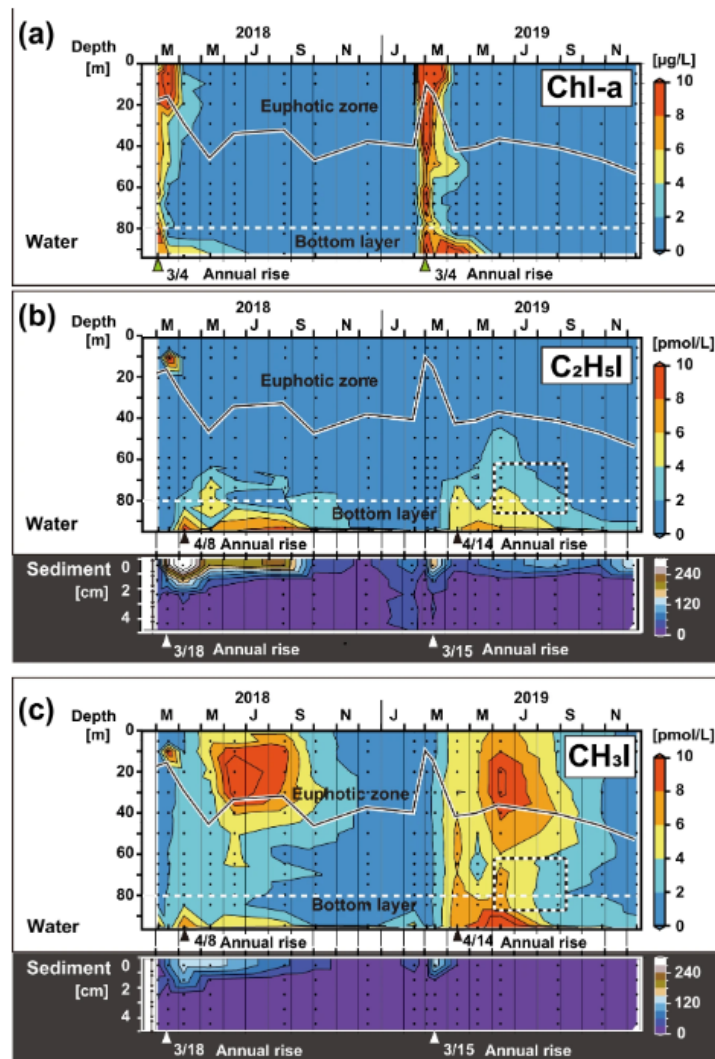 (a)
2018 2019
Depth M M J S N J M M J S N
[m] [µg/L]
0 10
Chl-a
20 8
Euphotic zone
40 6
60 4
80 2
Water Bottom layer 0
3/4 Annual rise 3/4 Annual rise
(b)
2018 2019
Depth M M J S N J M M J S N
[m] [pmol/L]
0 10
C₂H₅I
20 8
Euphotic zone
40 6
60 4
80 2
Water Bottom layer 0
4/8 Annual rise 4/14 Annual rise
Sediment 0 240
[cm] 2 120
4 0
3/18 Annual rise 3/15 Annual rise
(c)
2018 2019
Depth M M J S N J M M J S N
[m] [pmol/L]
0 10
CH₃I
20 8
Euphotic zone
40 6
60 4
80 2
Water Bottom layer 0
4/8 Annual rise 4/14 Annual rise
Sediment 0 240
[cm] 2 120
4 0
3/18 Annual rise 3/15 Annual rise